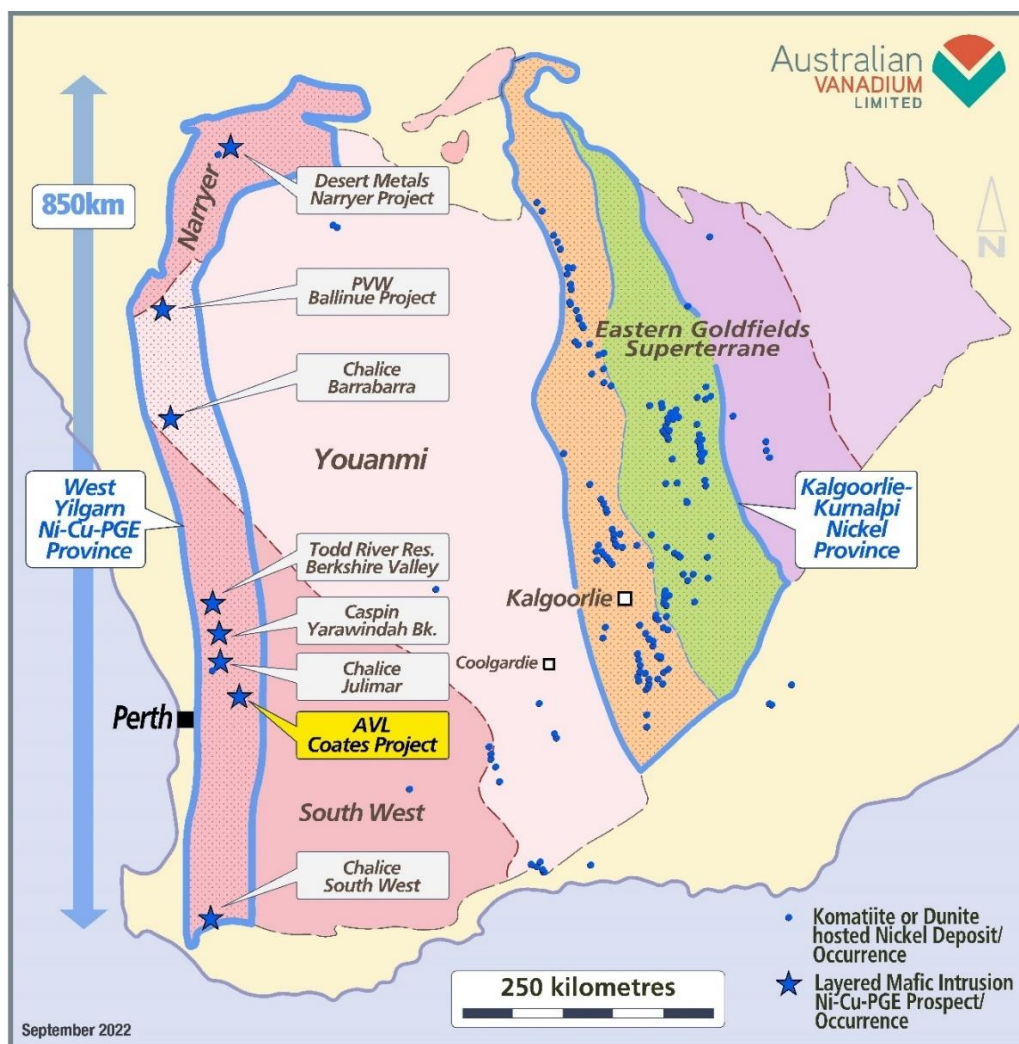 Australian
VANADIUM
LIMITED
850km
Narryer
Desert Metals
Narryer Project
PVW
Ballinue Project
Chalice
Barrabarra
Eastern Goldfields
Superterrane
Youanmi
West
Yilgarn
Ni-Cu-PGE
Province
Kalgoorlie-
Kurnalpi
Nickel
Province
Todd River Res.
Berkshire Valley
Caspin
Yarawindah Bk.
Kalgoorlie
Chalice
Julimar
Coolgardie
Perth
AVL
Coates Project
South West
Chalice
South West
N
250 kilometres
Komatiite or Dunite
hosted Nickel Deposit/
Occurrence
Layered Mafic Intrusion
Ni-Cu-PGE Prospect/
Occurrence
September 2022